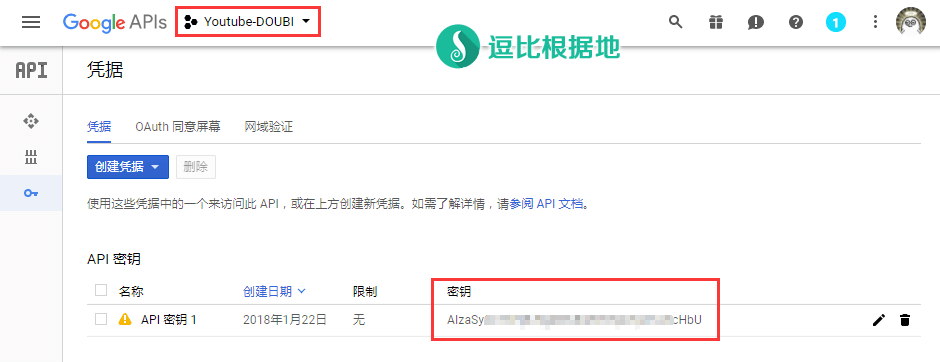 Google APIs Youtube-DOUBI 1
逗比根据地
API 凭据
凭据 OAuth 同意屏幕 网域验证
创建凭据 删除
使用这些凭据中的一个来访问此 API，或在上方创建新凭据。如需了解详情，请参阅 API 文档。
API 密钥
名称 创建日期 限制 密钥
API 密钥 1 2018年1月22日 无 AIzaSy cHbU